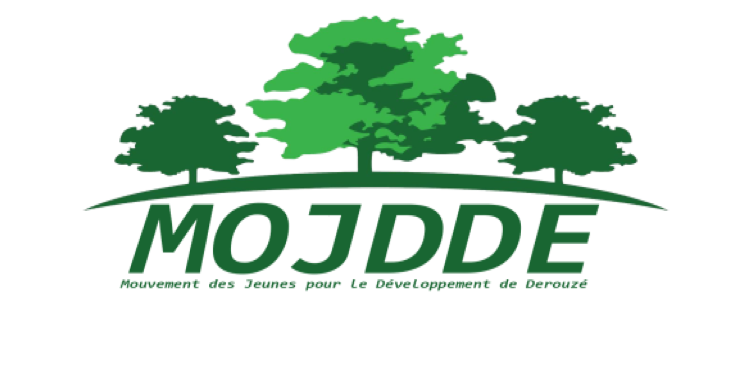 MOJDDE
Mouvement des Jeunes pour le Développement de Derouzé